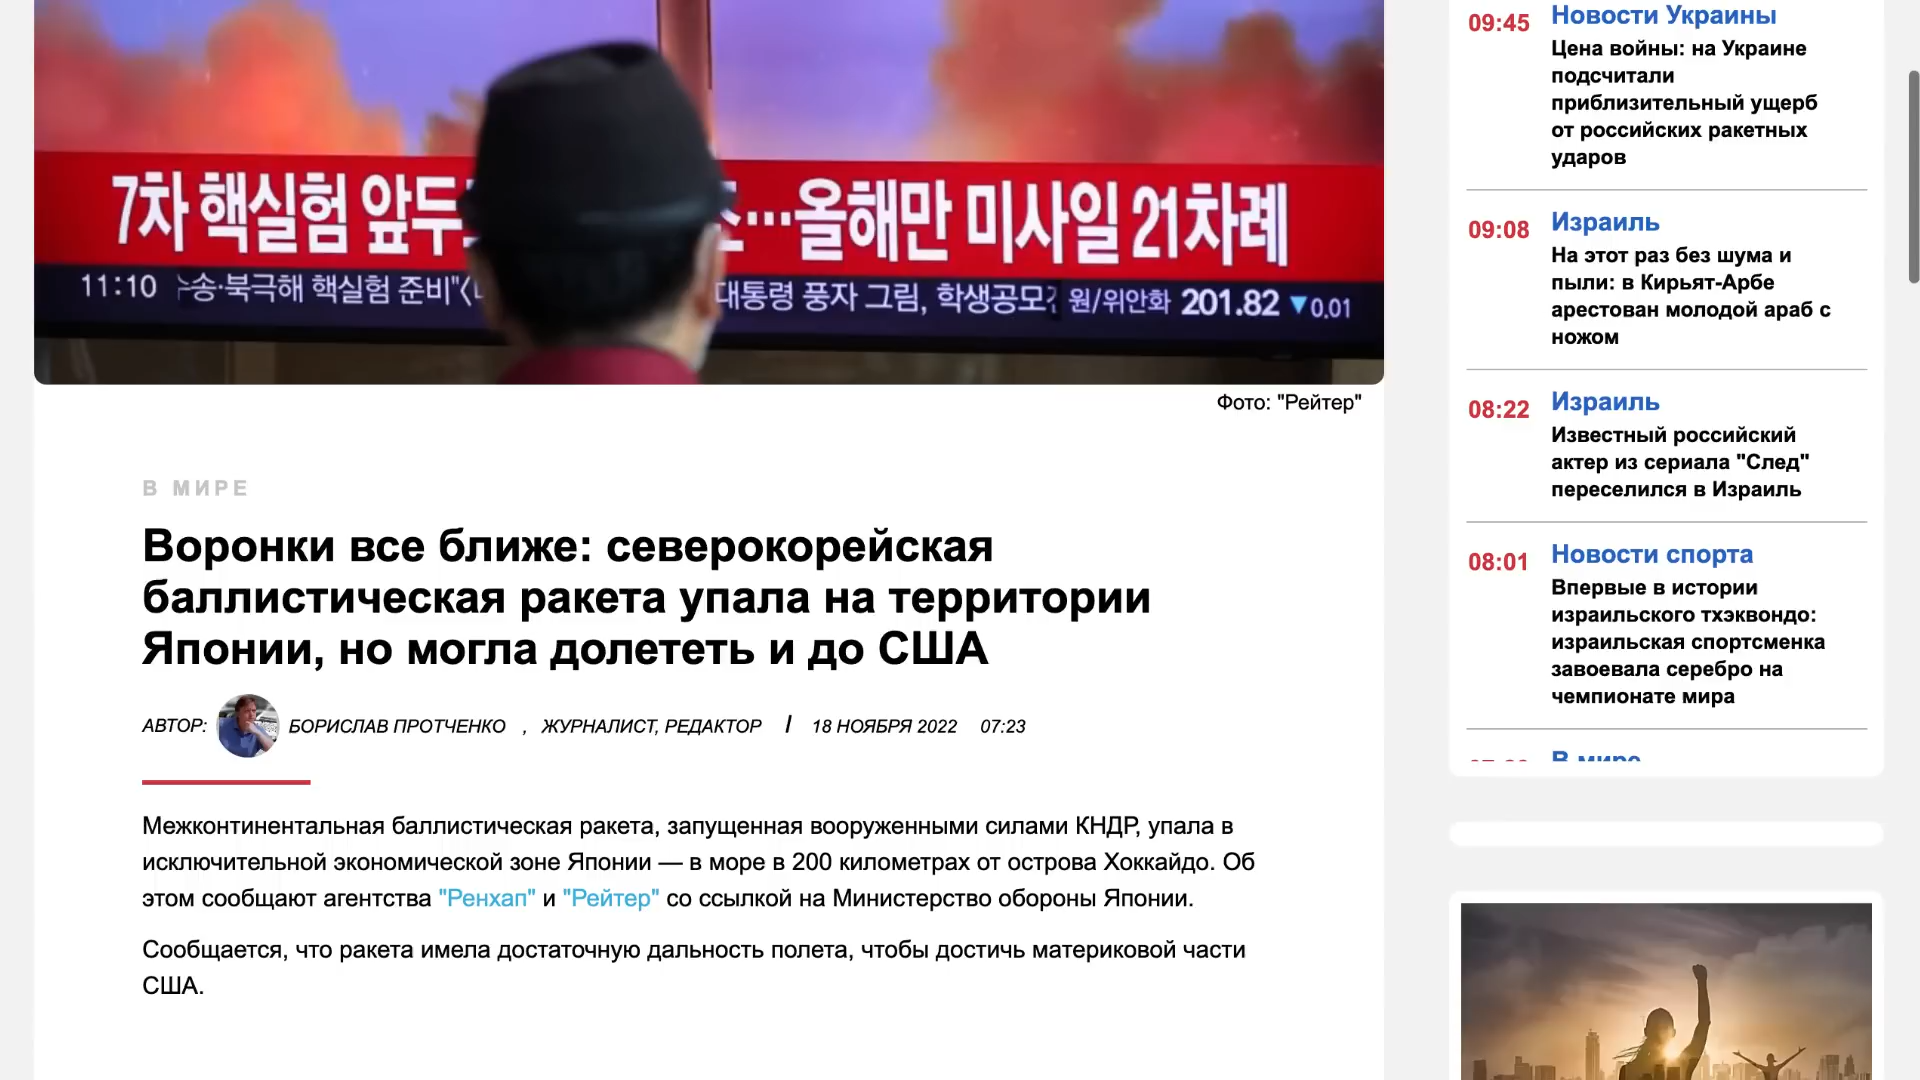 7차 핵실험 앞두
…올해만 미사일 21차례
11:10
송·북극해 핵실험 준비"
대통령 풍자 그림, 학생공모
원/위안화 201.82 ▼0.01
Фото: "Рейтер"
В МИРЕ
Воронки все ближе: северокорейская
баллистическая ракета упала на территории
Японии, но могла долететь и до США
АВТОР: БОРИСЛАВ ПРОТЧЕНКО , ЖУРНАЛИСТ, РЕДАКТОР I 18 НОЯБРЯ 2022 07:23
Межконтинентальная баллистическая ракета, запущенная вооруженными силами КНДР, упала в
исключительной экономической зоне Японии — в море в 200 километрах от острова Хоккайдо. Об
этом сообщают агентства "Ренхап" и "Рейтер" со ссылкой на Министерство обороны Японии.
Сообщается, что ракета имела достаточную дальность полета, чтобы достичь материковой части
США.
09:45 Новости Украины
Цена войны: на Украине
подсчитали
приблизительный ущерб
от российских ракетных
ударов
09:08 Израиль
На этот раз без шума и
пыли: в Кирьят-Арбе
арестован молодой араб с
ножом
08:22 Израиль
Известный российский
актер из сериала "След"
переселился в Израиль
08:01 Новости спорта
Впервые в истории
израильского тхэквондо:
израильская спортсменка
завоевала серебро на
чемпионате мира
В мире